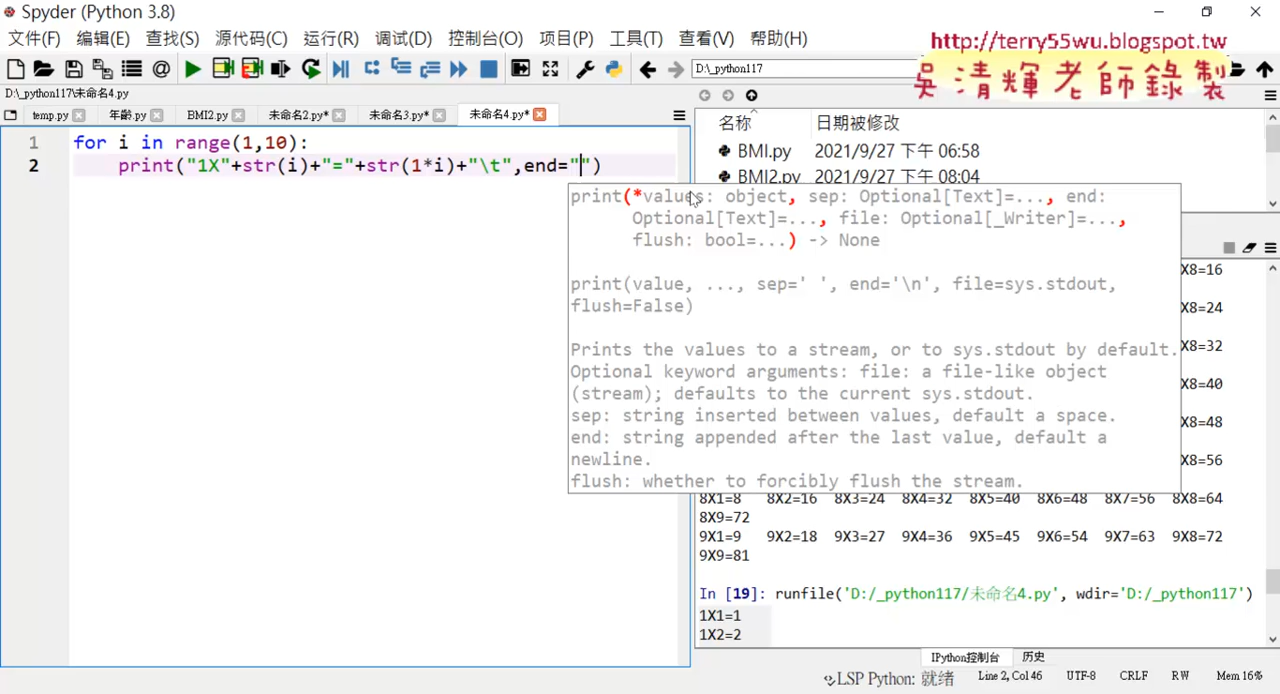 Spyder (Python 3.8)
文件(F) 编辑(E) 查找(S) 源代码(C) 运行(R) 调试(D) 控制台(O) 项目(P) 工具(T) 查看(V) 帮助(H)
http://terry55wu.blogspot.tw
吳清輝老師錄製
D:\_python117
D:\_python117\未命名4.py
temp.py 年齡.py BMI2.py 未命名2.py* 未命名3.py* 未命名4.py*
1 for i in range(1,10):
2 print("1X"+str(i)+"="+str(1*i)+"\t",end="")
print(*values: object, sep: Optional[Text]=..., end:
Optional[Text]=..., file: Optional[_Writer]=...,
flush: bool=...) -> None
print(value, ..., sep=' ', end='\n', file=sys.stdout,
flush=False)
Prints the values to a stream, or to sys.stdout by default.
Optional keyword arguments: file: a file-like object
(stream); defaults to the current sys.stdout.
sep: string inserted between values, default a space.
end: string appended after the last value, default a
newline.
flush: whether to forcibly flush the stream.
名称 日期被修改
BMI.py 2021/9/27 下午 06:58
BMI2.py 2021/9/27 下午 08:04
X8=16
X8=24
X8=32
X8=40
X8=48
X8=56
8X1=8 8X2=16 8X3=24 8X4=32 8X5=40 8X6=48 8X7=56 8X8=64
8X9=72
9X1=9 9X2=18 9X3=27 9X4=36 9X5=45 9X6=54 9X7=63 9X8=72
9X9=81
In [19]: runfile('D:/_python117/未命名4.py', wdir='D:/_python117')
1X1=1
1X2=2
IPython控制台 历史
LSP Python: 就绪 Line 2, Col 46 UTF-8 CRLF RW Mem 16%